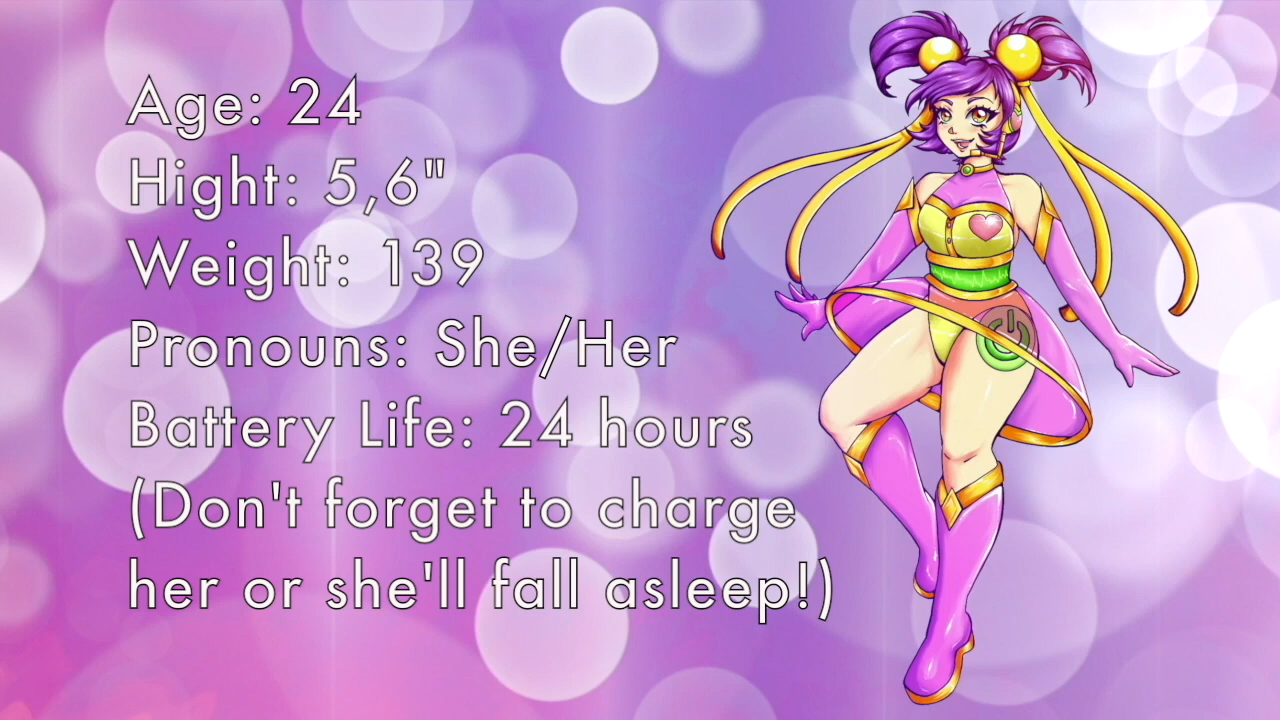 Age: 24
Hight: 5,6"
Weight: 139
Pronouns: She/Her
Battery Life: 24 hours
(Don't forget to charge
her or she'll fall asleep!)